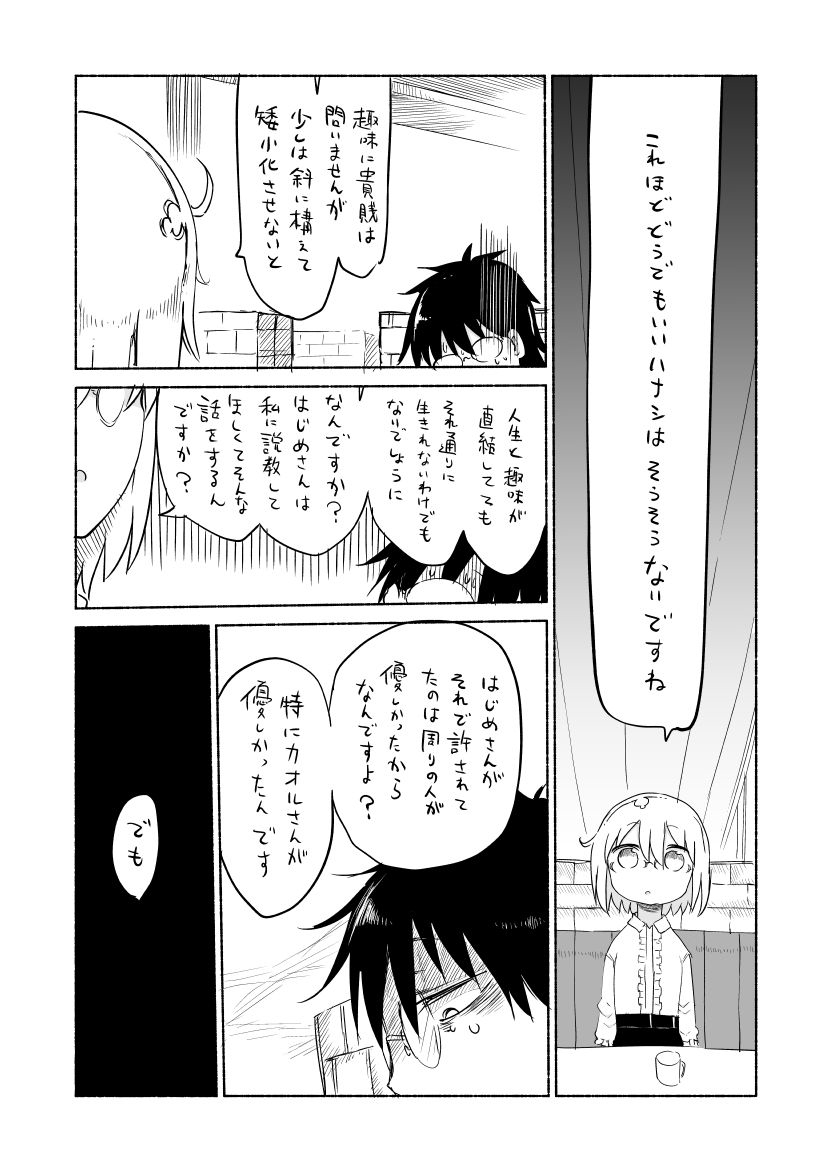 これほどどうでもいいハナシはそうそうないですね
趣味に貴賎は
問いませんが
少しは斜に構えて
矮小化させないと
人生と趣味が
直結してても
それ通りに
生きれないわけでも
ないでしょうに
なんですか?
はじめさんは
私に説教して
ほしくてそんな
話をするん
ですか?
はじめさんが
それで許されて
たのは周りの人が
優しかったから
なんですよ?
特にカオルさんが
優しかったんです
でも